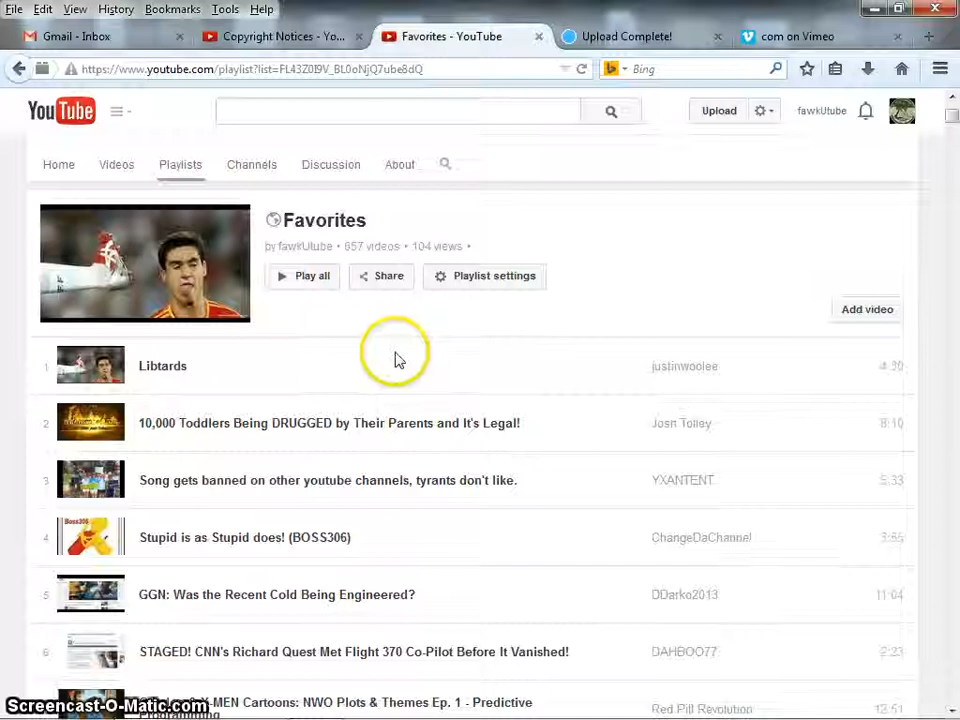 File Edit View History Bookmarks Tools Help
Gmail - Inbox × Copyright Notices - Yo... × Favorites - YouTube × Upload Complete! × com on Vimeo × +
https://www.youtube.com/playlist?list=FL43Z0I9V_BL0oNjQ7ube8dQ Bing
YouTube Upload fawkUtube
Home Videos Playlists Channels Discussion About
Favorites
by fawkUtube • 657 videos • 104 views •
Play all Share Playlist settings
Add video
1 Libtards justinwoolee 4:30
2 10,000 Toddlers Being DRUGGED by Their Parents and It's Legal! Josh Tolley 8:10
3 Song gets banned on other youtube channels, tyrants don't like. YXANTENT 5:33
4 Boss306 Stupid is as Stupid does! (BOSS306) ChangeDaChannel
5 GGN: Was the Recent Cold Being Engineered? DDarko2013 11:04
6 STAGED! CNN's Richard Quest Met Flight 370 Co-Pilot Before It Vanished! DAHBOO77 2:23
X-MEN Cartoons: NWO Plots & Themes Ep. 1 - Predictive Red Pill Revolution 12:51
Programming
Screencast-O-Matic.com